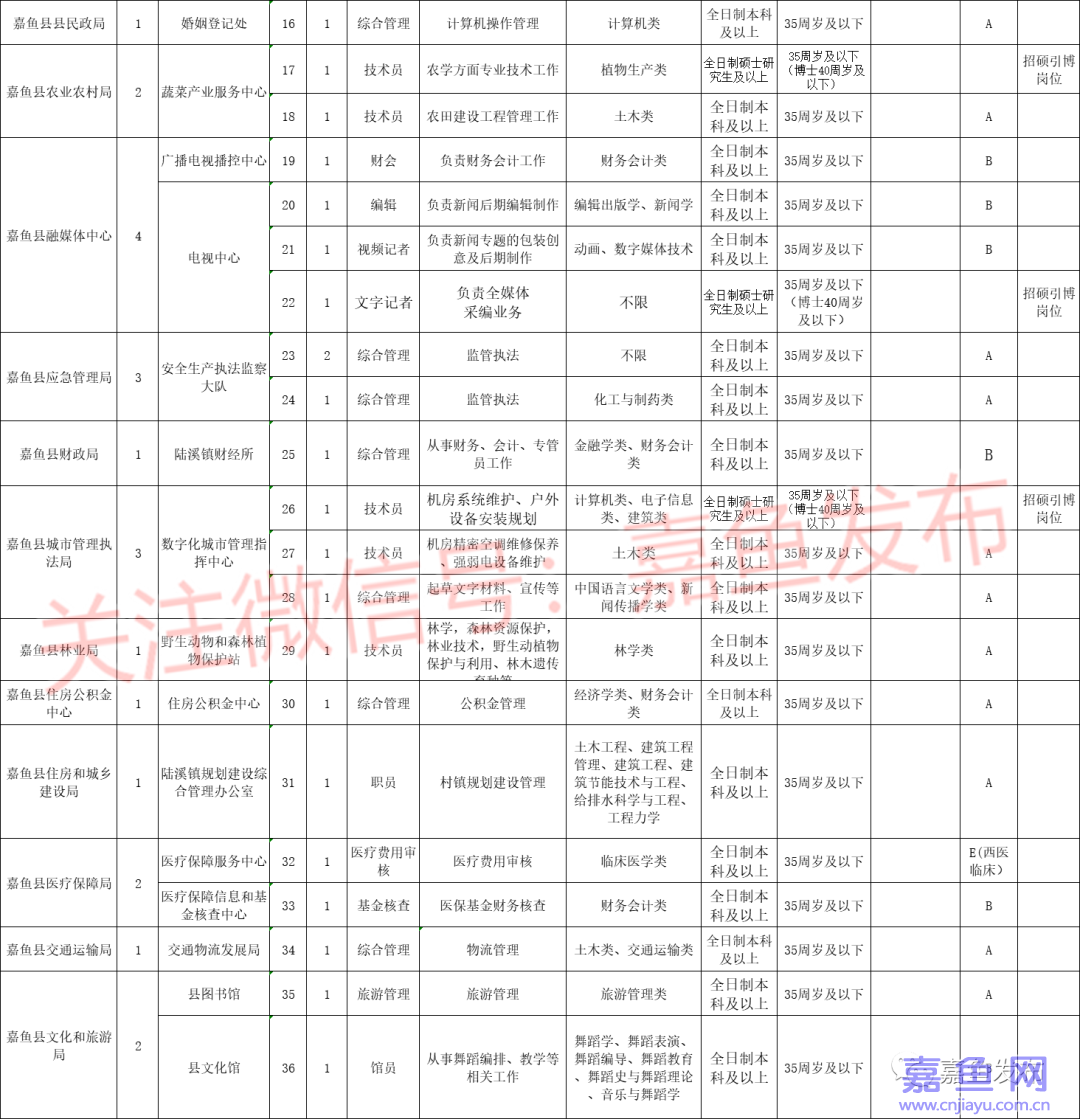 嘉鱼县县民政局 1 婚姻登记处 16 1 综合管理 计算机操作管理 计算机类 全日制本科及以上 35周岁及以下 A
嘉鱼县农业农村局 2 蔬菜产业服务中心 17 1 技术员 农学方面专业技术工作 植物生产类 全日制硕士研究生及以上 35周岁及以下（博士40周岁及以下） 招硕引博岗位
18 1 技术员 农田建设工程管理工作 土木类 全日制本科及以上 35周岁及以下 A
嘉鱼县融媒体中心 4 广播电视播控中心 19 1 财会 负责财务会计工作 财务会计类 全日制本科及以上 35周岁及以下 B
电视中心 20 1 编辑 负责新闻后期编辑制作 编辑出版学、新闻学 全日制本科及以上 35周岁及以下 B
21 1 视频记者 负责新闻专题的包装创意及后期制作 动画、数字媒体技术 全日制本科及以上 35周岁及以下 B
22 1 文字记者 负责全媒体采编业务 不限 全日制硕士研究生及以上 35周岁及以下（博士40周岁及以下） 招硕引博岗位
嘉鱼县应急管理局 3 安全生产执法监察大队 23 2 综合管理 监管执法 不限 全日制本科及以上 35周岁及以下 A
24 1 综合管理 监管执法 化工与制药类 全日制本科及以上 35周岁及以下 A
嘉鱼县财政局 1 陆溪镇财经所 25 1 综合管理 从事财务、会计、专管员工作 金融学类、财务会计类 全日制本科及以上 35周岁及以下 B
嘉鱼县城市管理执法局 3 数字化城市管理指挥中心 26 1 技术员 机房系统维护、户外设备安装规划 计算机类、电子信息类、建筑类 全日制硕士研究生及以上 35周岁及以下（博士40周岁及以下） 招硕引博岗位
27 1 技术员 机房精密空调维修保养、强弱电设备维护 土木类 全日制本科及以上 35周岁及以下 A
28 1 综合管理 起草文字材料、宣传等工作 中国语言文学类、新闻传播学类 全日制本科及以上 35周岁及以下 A
嘉鱼县林业局 1 野生动物和森林植物保护站 29 1 技术员 林学，森林资源保护，林业技术，野生动植物保护与利用、林木遗传 林学类 全日制本科及以上 35周岁及以下 A
嘉鱼县住房公积金中心 1 住房公积金中心 30 1 综合管理 公积金管理 经济学类、财务会计类 全日制本科及以上 35周岁及以下 A
嘉鱼县住房和城乡建设局 1 陆溪镇规划建设综合管理办公室 31 1 职员 村镇规划建设管理 土木工程、建筑工程管理、建筑工程、建筑节能技术与工程、给排水科学与工程、工程力学 全日制本科及以上 35周岁及以下 A
嘉鱼县医疗保障局 2 医疗保障服务中心 32 1 医疗费用审核 医疗费用审核 临床医学类 全日制本科及以上 35周岁及以下 E(西医临床）
医疗保障信息和基金核查中心 33 1 基金核查 医保基金财务核查 财务会计类 全日制本科及以上 35周岁及以下 B
嘉鱼县交通运输局 1 交通物流发展局 34 1 综合管理 物流管理 土木类、交通运输类 全日制本科及以上 35周岁及以下 A
嘉鱼县文化和旅游局 2 县图书馆 35 1 旅游管理 旅游管理 旅游管理类 全日制本科及以上 35周岁及以下 A
县文化馆 36 1 馆员 从事舞蹈编排、教学等相关工作 舞蹈学、舞蹈表演、舞蹈编导、舞蹈教育、舞蹈史与舞蹈理论、音乐与舞蹈学 全日制本科及以上 35周岁及以下
关注微信号：嘉鱼发布
嘉鱼发
嘉鱼网
www.cnjiayu.com.cn